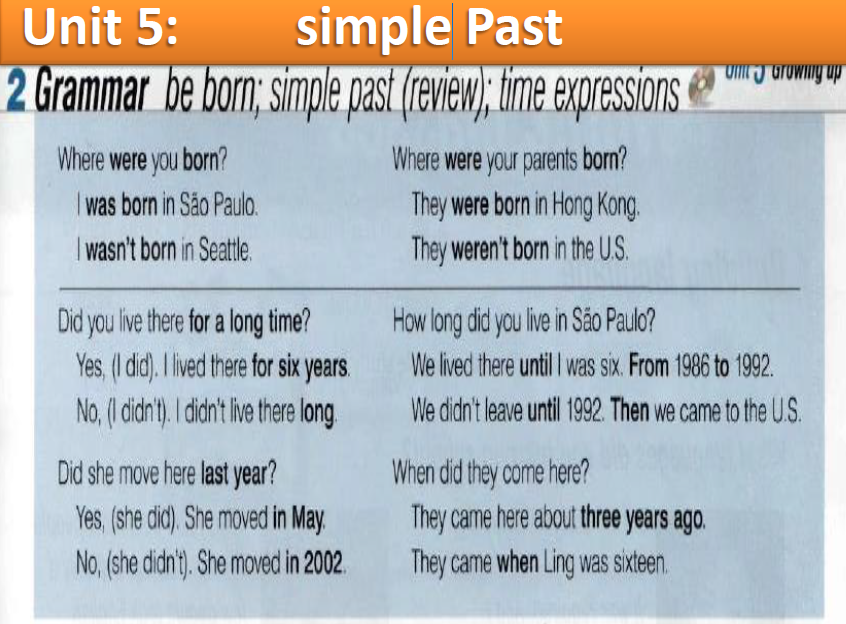 Unit 5: simple Past
2 Grammar be born; simple past (review); time expressions
Unit 5 Growing up
Where were you born?
I was born in São Paulo.
I wasn't born in Seattle.
Where were your parents born?
They were born in Hong Kong.
They weren't born in the U.S.
Did you live there for a long time?
Yes, (I did). I lived there for six years.
No, (I didn't). I didn't live there long.
How long did you live in São Paulo?
We lived there until I was six. From 1986 to 1992.
We didn't leave until 1992. Then we came to the U.S.
Did she move here last year?
Yes, (she did). She moved in May.
No, (she didn't). She moved in 2002.
When did they come here?
They came here about three years ago.
They came when Ling was sixteen.